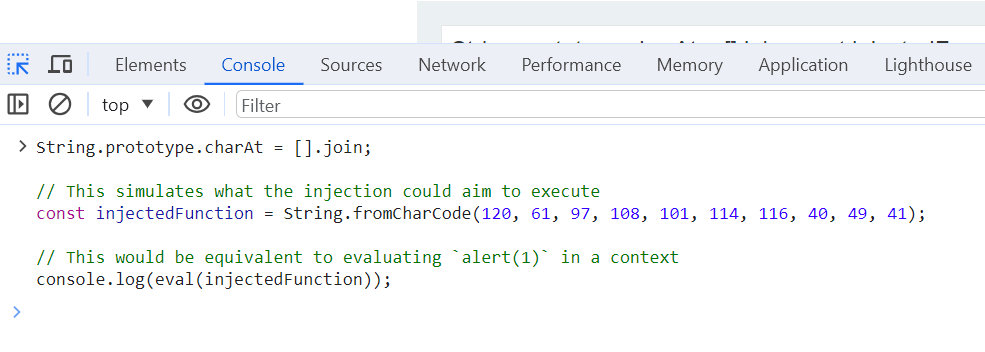 Elements Console Sources Network Performance Memory Application Lighthouse
top Filter
String.prototype.charAt = [].join;
// This simulates what the injection could aim to execute
const injectedFunction = String.fromCharCode(120, 61, 97, 108, 101, 114, 116, 40, 49, 41);
// This would be equivalent to evaluating `alert(1)` in a context
console.log(eval(injectedFunction));